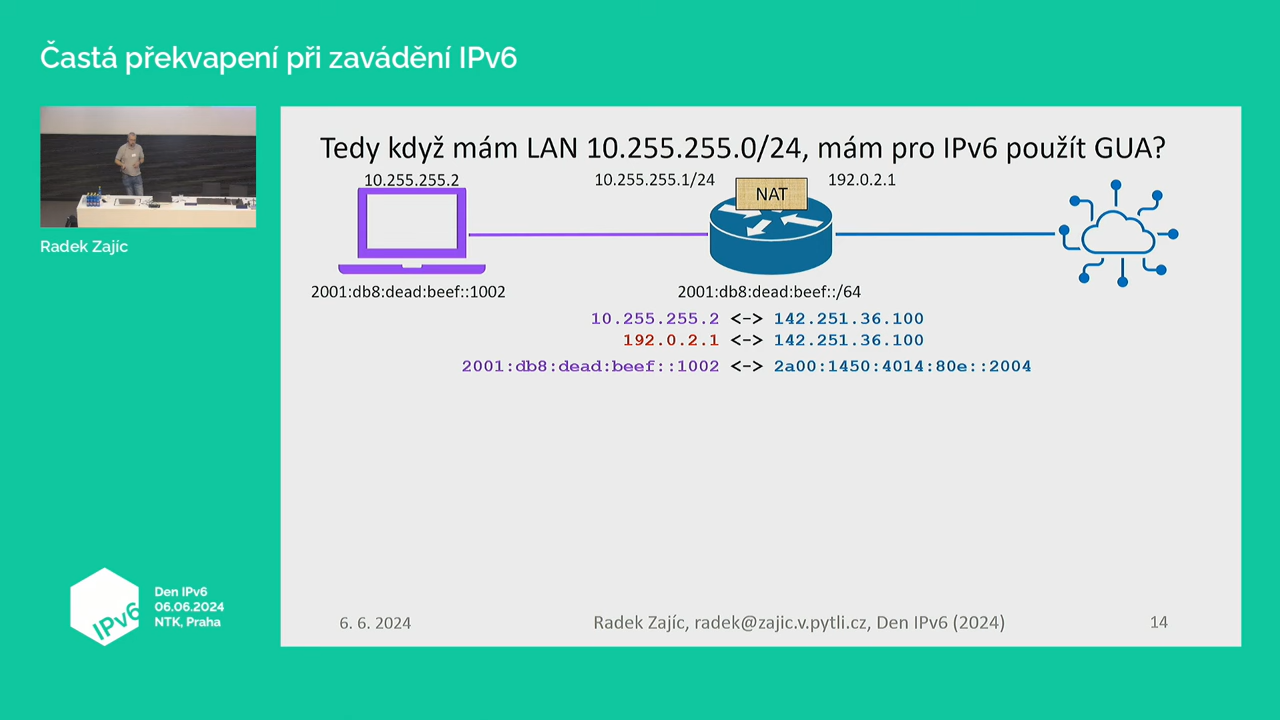 Častá překvapení při zavádění IPv6
Radek Zajíc
Tedy když mám LAN 10.255.255.0/24, mám pro IPv6 použít GUA?
10.255.255.2
10.255.255.1/24
NAT
192.0.2.1
2001:db8:dead:beef::1002
2001:db8:dead:beef::/64
10.255.255.2 <-> 142.251.36.100
192.0.2.1 <-> 142.251.36.100
2001:db8:dead:beef::1002 <-> 2a00:1450:4014:80e::2004
6. 6. 2024
Radek Zajíc, radek@zajic.v.pytli.cz, Den IPv6 (2024)
14
IPv6
Den IPv6
06.06.2024
NTK, Praha